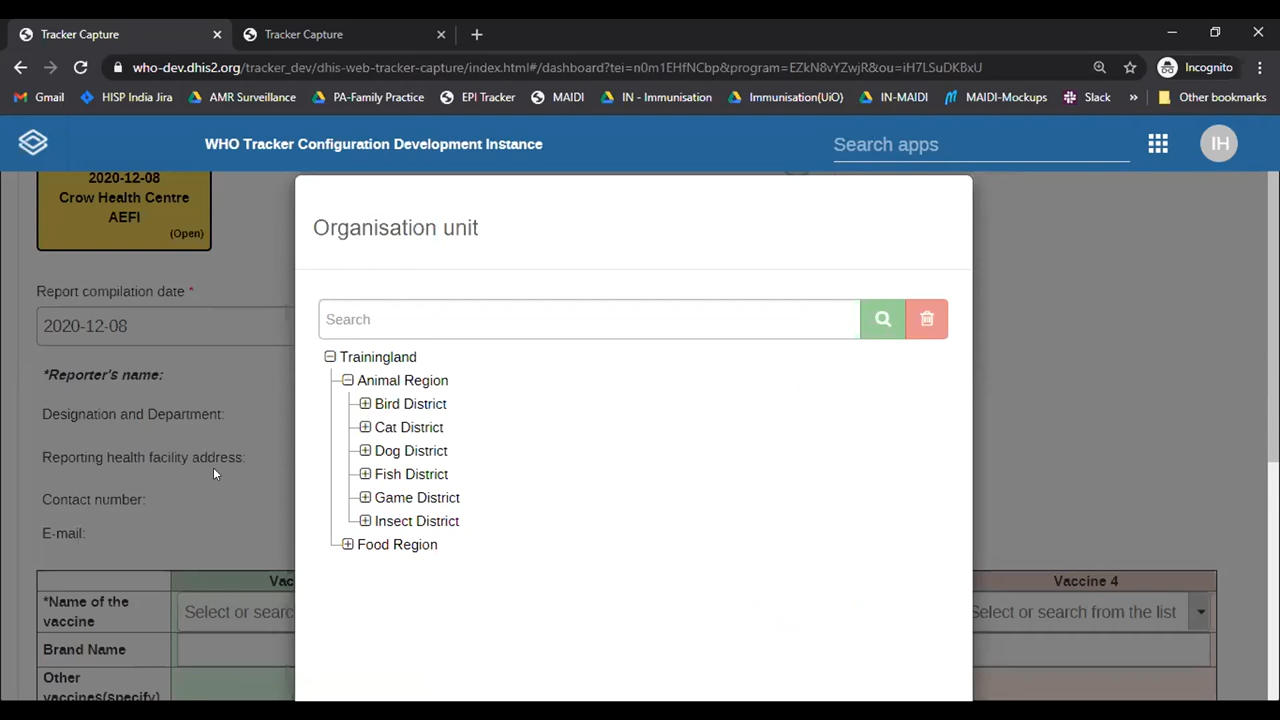 Tracker Capture
Tracker Capture
who-dev.dhis2.org/tracker_dev/dhis-web-tracker-capture/index.html#/dashboard?tei=n0m1EHfNCbp&program=EZkN8vYZwjR&ou=iH7LSuDKBxU
Incognito
Gmail
HISP India Jira
AMR Surveillance
PA-Family Practice
EPI Tracker
MAIDI
IN - Immunisation
Immunisation(UiO)
IN-MAIDI
MAIDI-Mockups
Slack
»
Other bookmarks
WHO Tracker Configuration Development Instance
Search apps
IH
2020-12-08
Crow Health Centre
AEFI
(Open)
Organisation unit
Search
Trainingland
Animal Region
Bird District
Cat District
Dog District
Fish District
Game District
Insect District
Food Region
Report compilation date *
2020-12-08
*Reporter's name:
Designation and Department:
Reporting health facility address:
Contact number:
E-mail:
Vac
Vaccine 4
*Name of the
vaccine
Select or searc
Select or search from the list
Brand Name
Other
vaccines(specify)